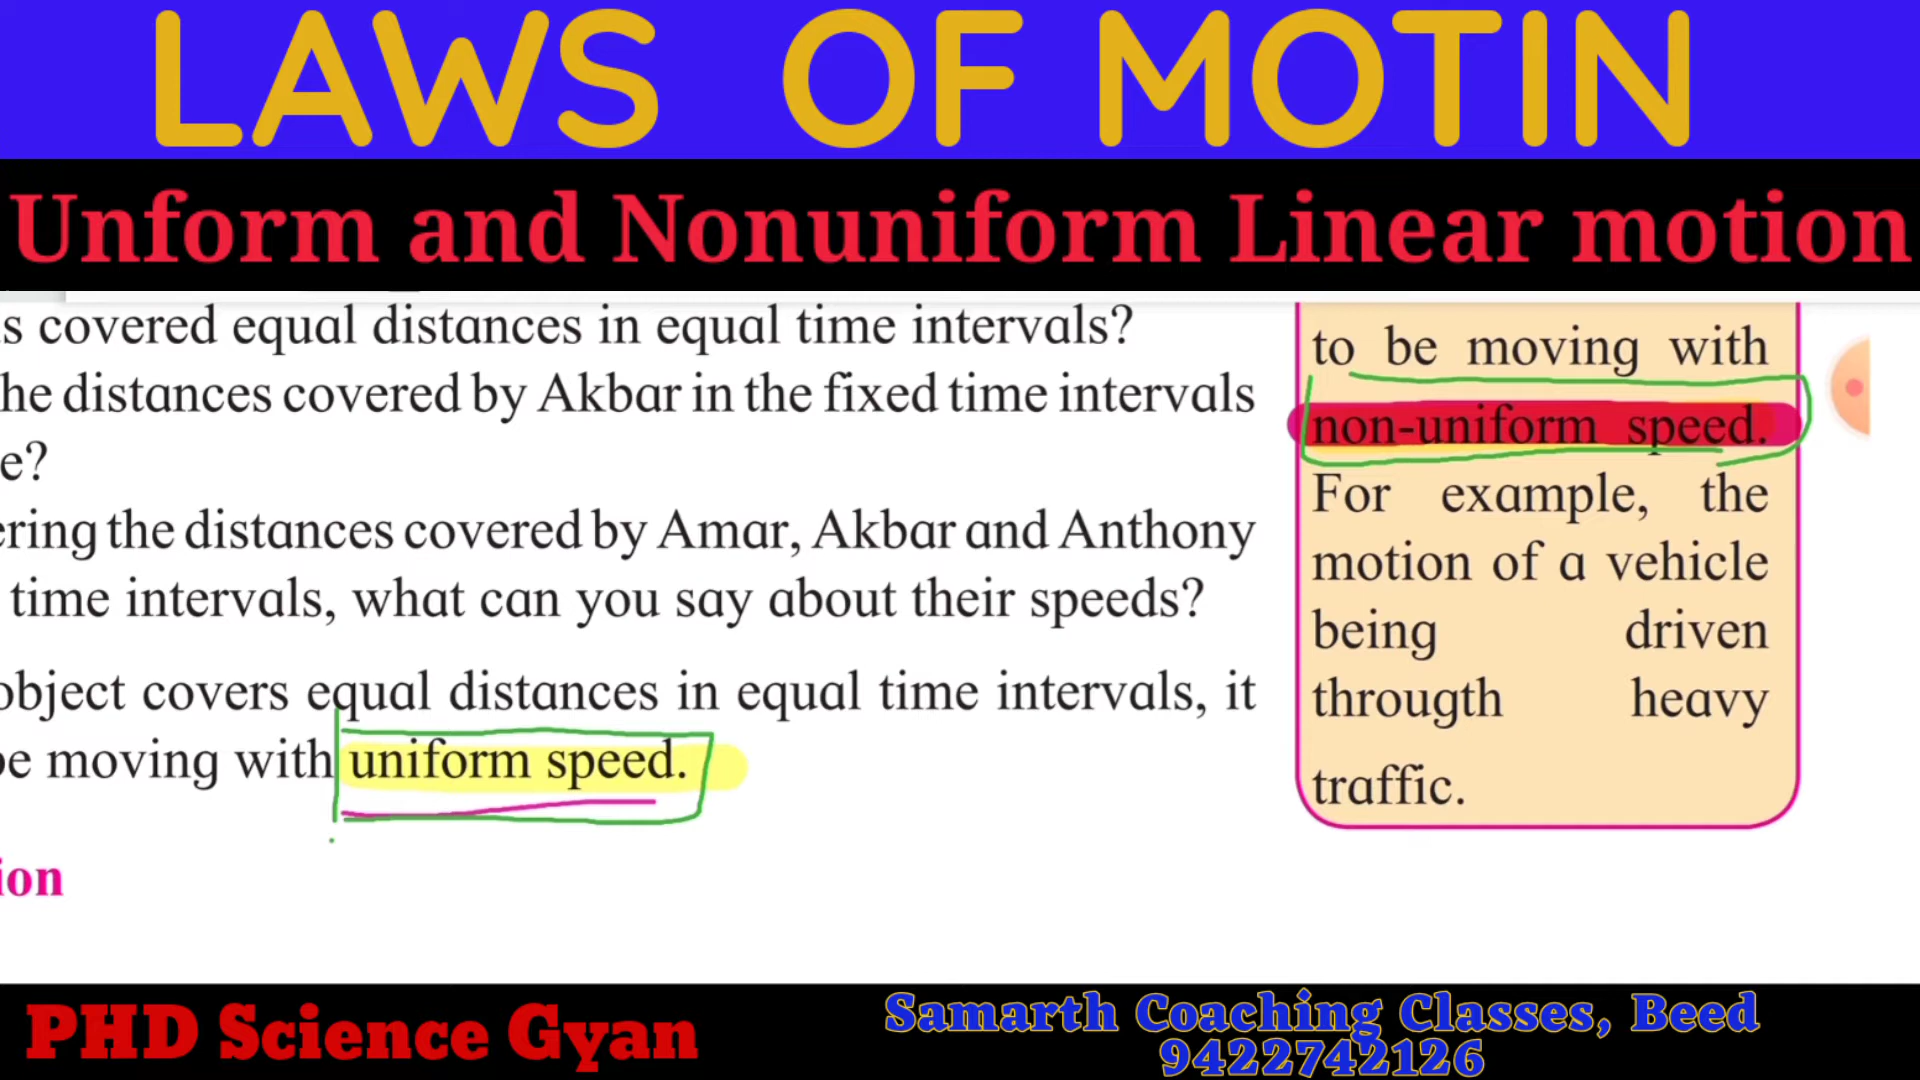 LAWS OF MOTIN
Unform and Nonuniform Linear motion
s covered equal distances in equal time intervals?
he distances covered by Akbar in the fixed time intervals
e?
ering the distances covered by Amar, Akbar and Anthony
time intervals, what can you say about their speeds?
object covers equal distances in equal time intervals, it
be moving with uniform speed.
ion
to be moving with
non-uniform speed.
For example, the
motion of a vehicle
being driven
througth heavy
traffic.
PHD Science Gyan
Samarth Coaching Classes, Beed
9422742126